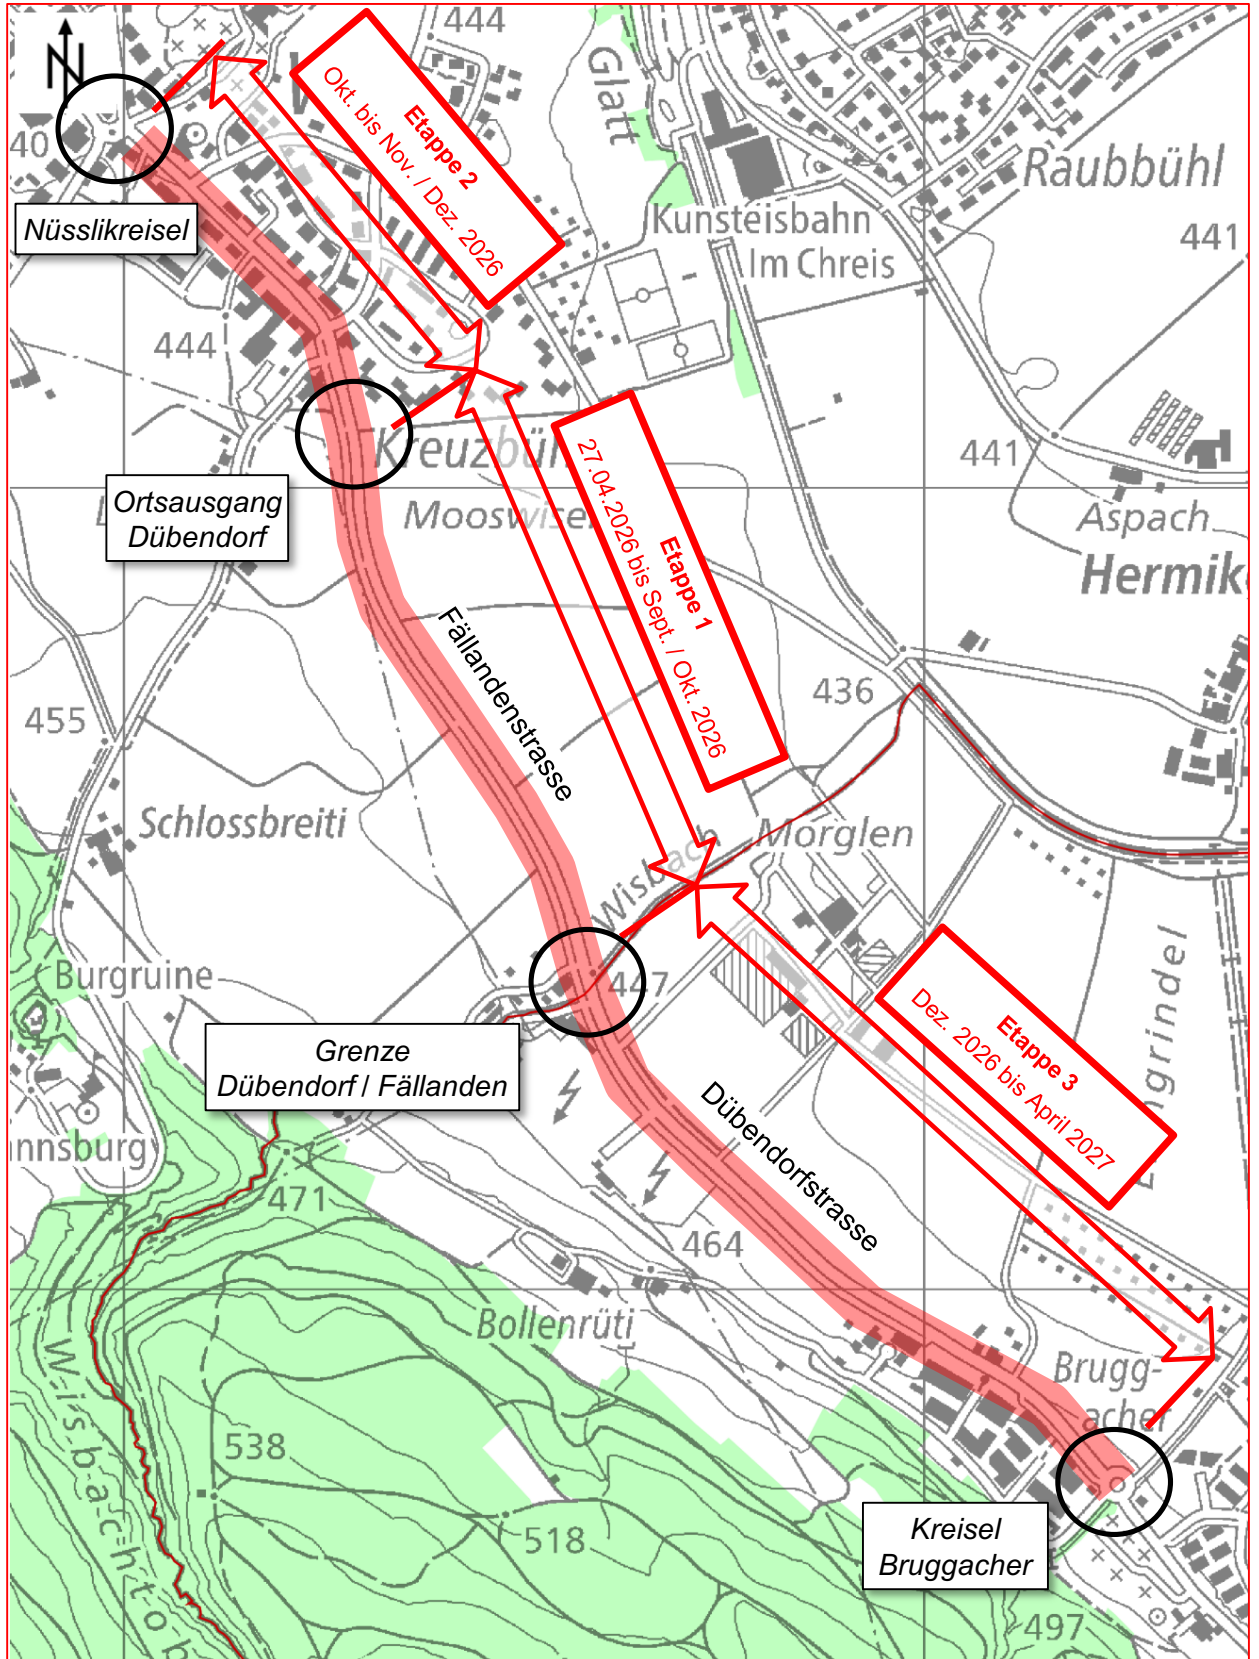 N
444
Glatt
Etappe 2
Okt. bis Nov. / Dez. 2026
40
Raubbühl
Nüsslikreisel
Kunsteisbahn
Im Chreis
441
444
Kreuzbühl
441
Ortsausgang
Dübendorf
Mooswisen
Aspach
Hermik
Etappe 1
27.04.2026 bis Sept. / Okt. 2026
Fällandenstrasse
436
455
Schlossbreiti
Wisbach
Morglen
Burgruine
447
Grenze
Dübendorf / Fällanden
Etappe 3
Dez. 2026 bis April 2027
ngrindel
Dübendorfstrasse
nnsburg
471
464
Bollenrüti
Brugg-
acher
538
518
Wisbachtob
Kreisel
Bruggacher
497